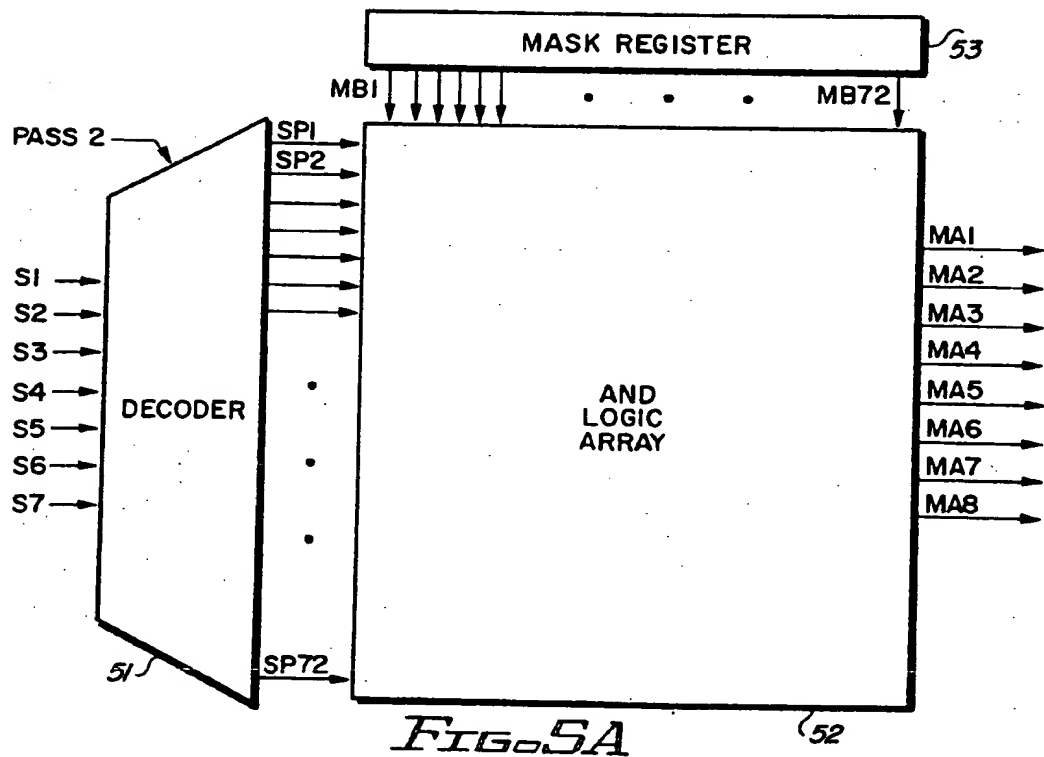 MASK REGISTER
53
MB1
MB72
PASS 2
SP1
SP2
S1
S2
S3
S4
S5
S6
S7
DECODER
AND
LOGIC
ARRAY
MA1
MA2
MA3
MA4
MA5
MA6
MA7
MA8
SP72
51
52
FIG. 5A